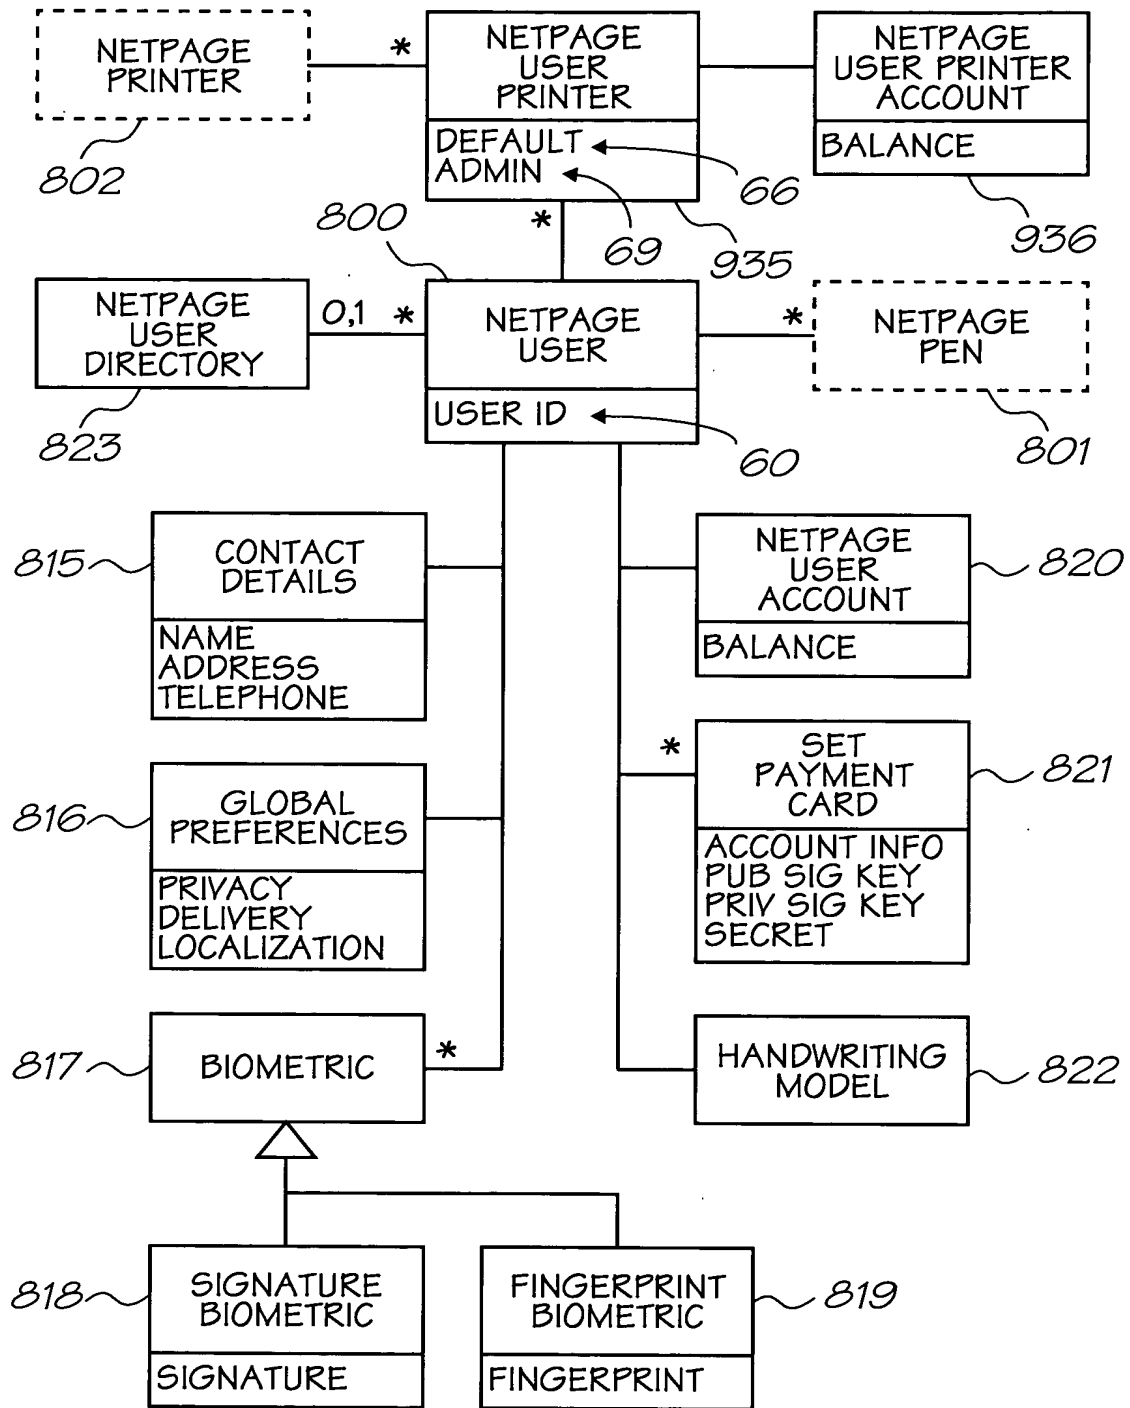 NETPAGE
PRINTER
802
*
NETPAGE
USER
PRINTER
DEFAULT
ADMIN
66
69
935
*
NETPAGE
USER PRINTER
ACCOUNT
BALANCE
936
800
NETPAGE
USER
DIRECTORY
823
0,1 *
NETPAGE
USER
USER ID
60
*
NETPAGE
PEN
801
815
CONTACT
DETAILS
NAME
ADDRESS
TELEPHONE
NETPAGE
USER
ACCOUNT
BALANCE
820
816
GLOBAL
PREFERENCES
PRIVACY
DELIVERY
LOCALIZATION
*
SET
PAYMENT
CARD
ACCOUNT INFO
PUB SIG KEY
PRIV SIG KEY
SECRET
821
817
BIOMETRIC
*
HANDWRITING
MODEL
822
818
SIGNATURE
BIOMETRIC
SIGNATURE
FINGERPRINT
BIOMETRIC
FINGERPRINT
819